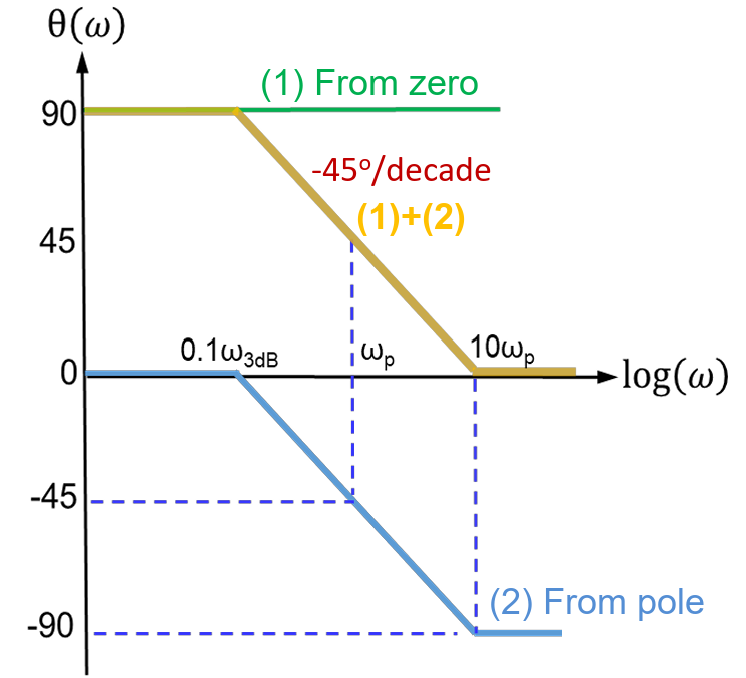 θ(ω)
(1) From zero
90
-45°/decade
(1)+(2)
45
0.1ω3dB
ωp
10ωp
0
log(ω)
-45
(2) From pole
-90